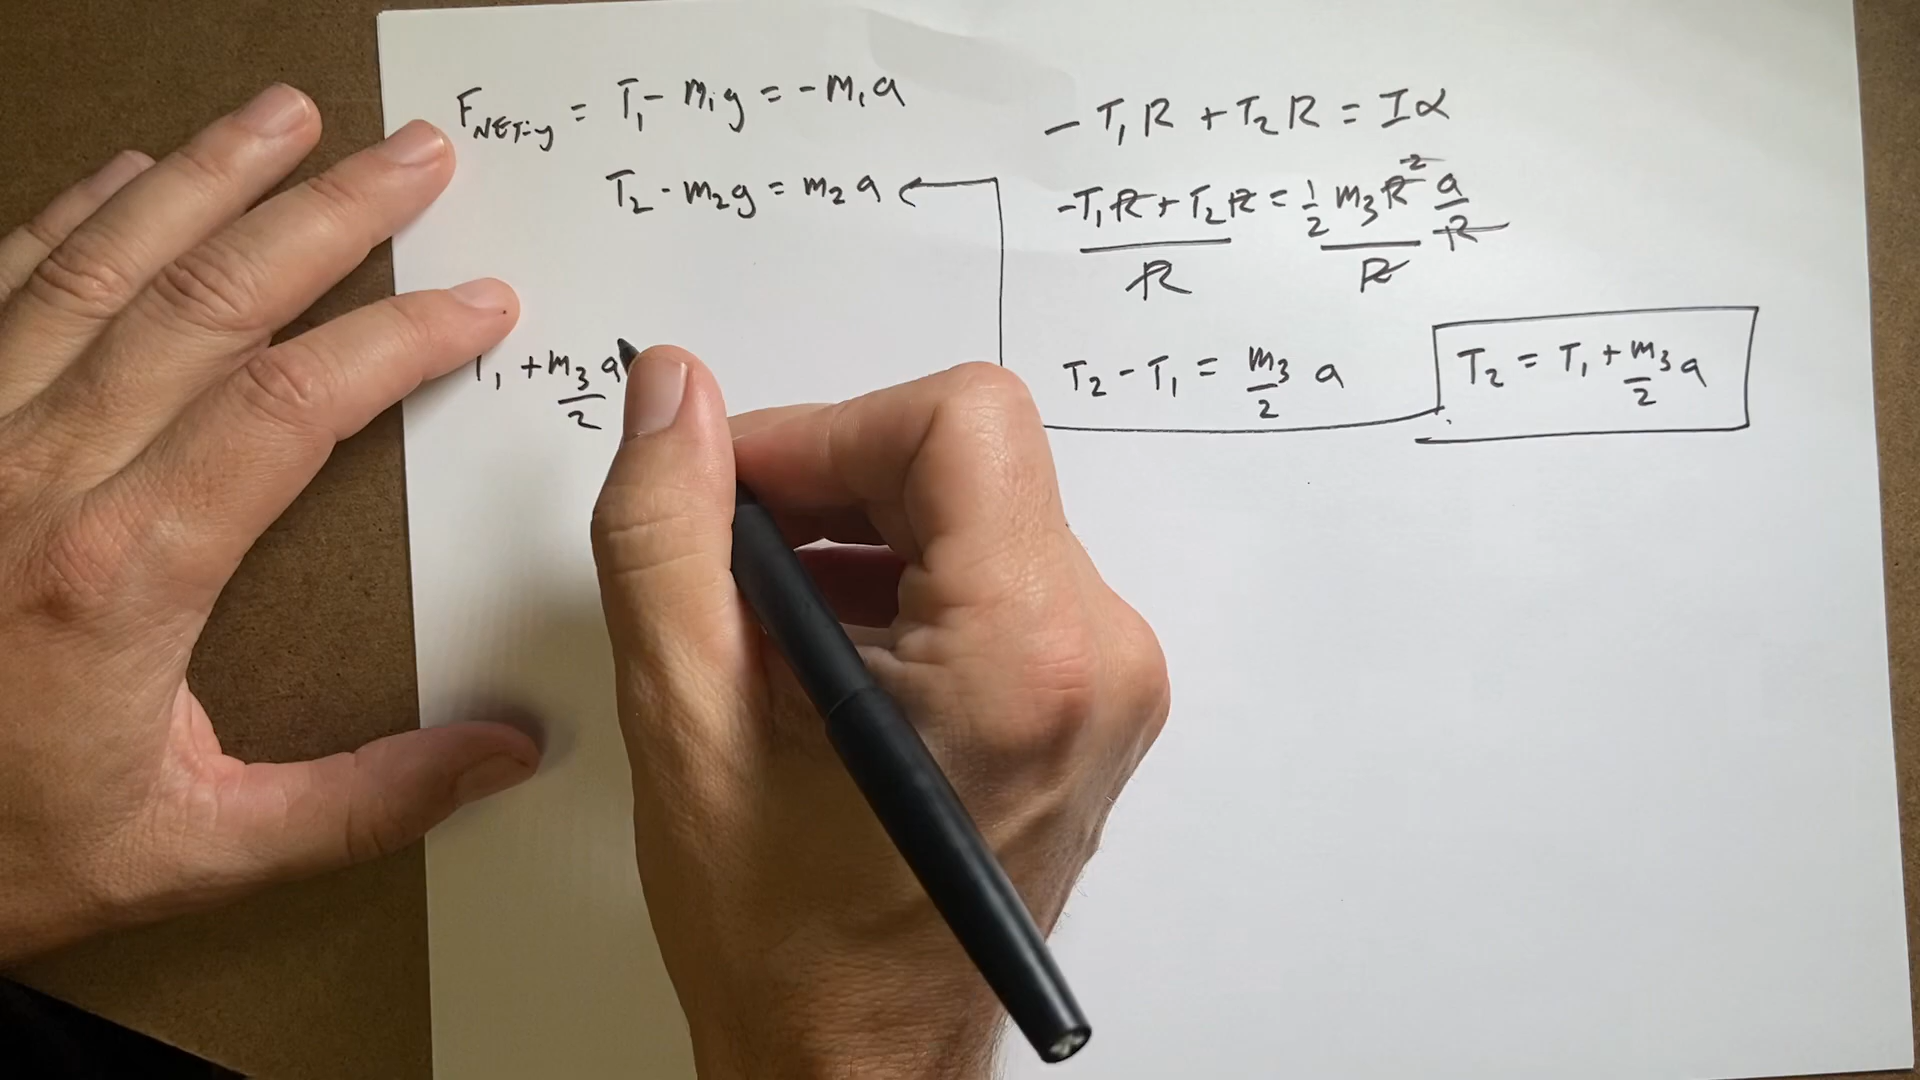 F_NET-y = T₁ - m₁g = -m₁a
T₂ - m₂g = m₂a
T₁ + m₃/2 a
-T₁R + T₂R = Iα
(-T₁R + T₂R)/R = (1/2 m₃R²)/R a/R
T₂ - T₁ = m₃/2 a
T₂ = T₁ + m₃/2 a